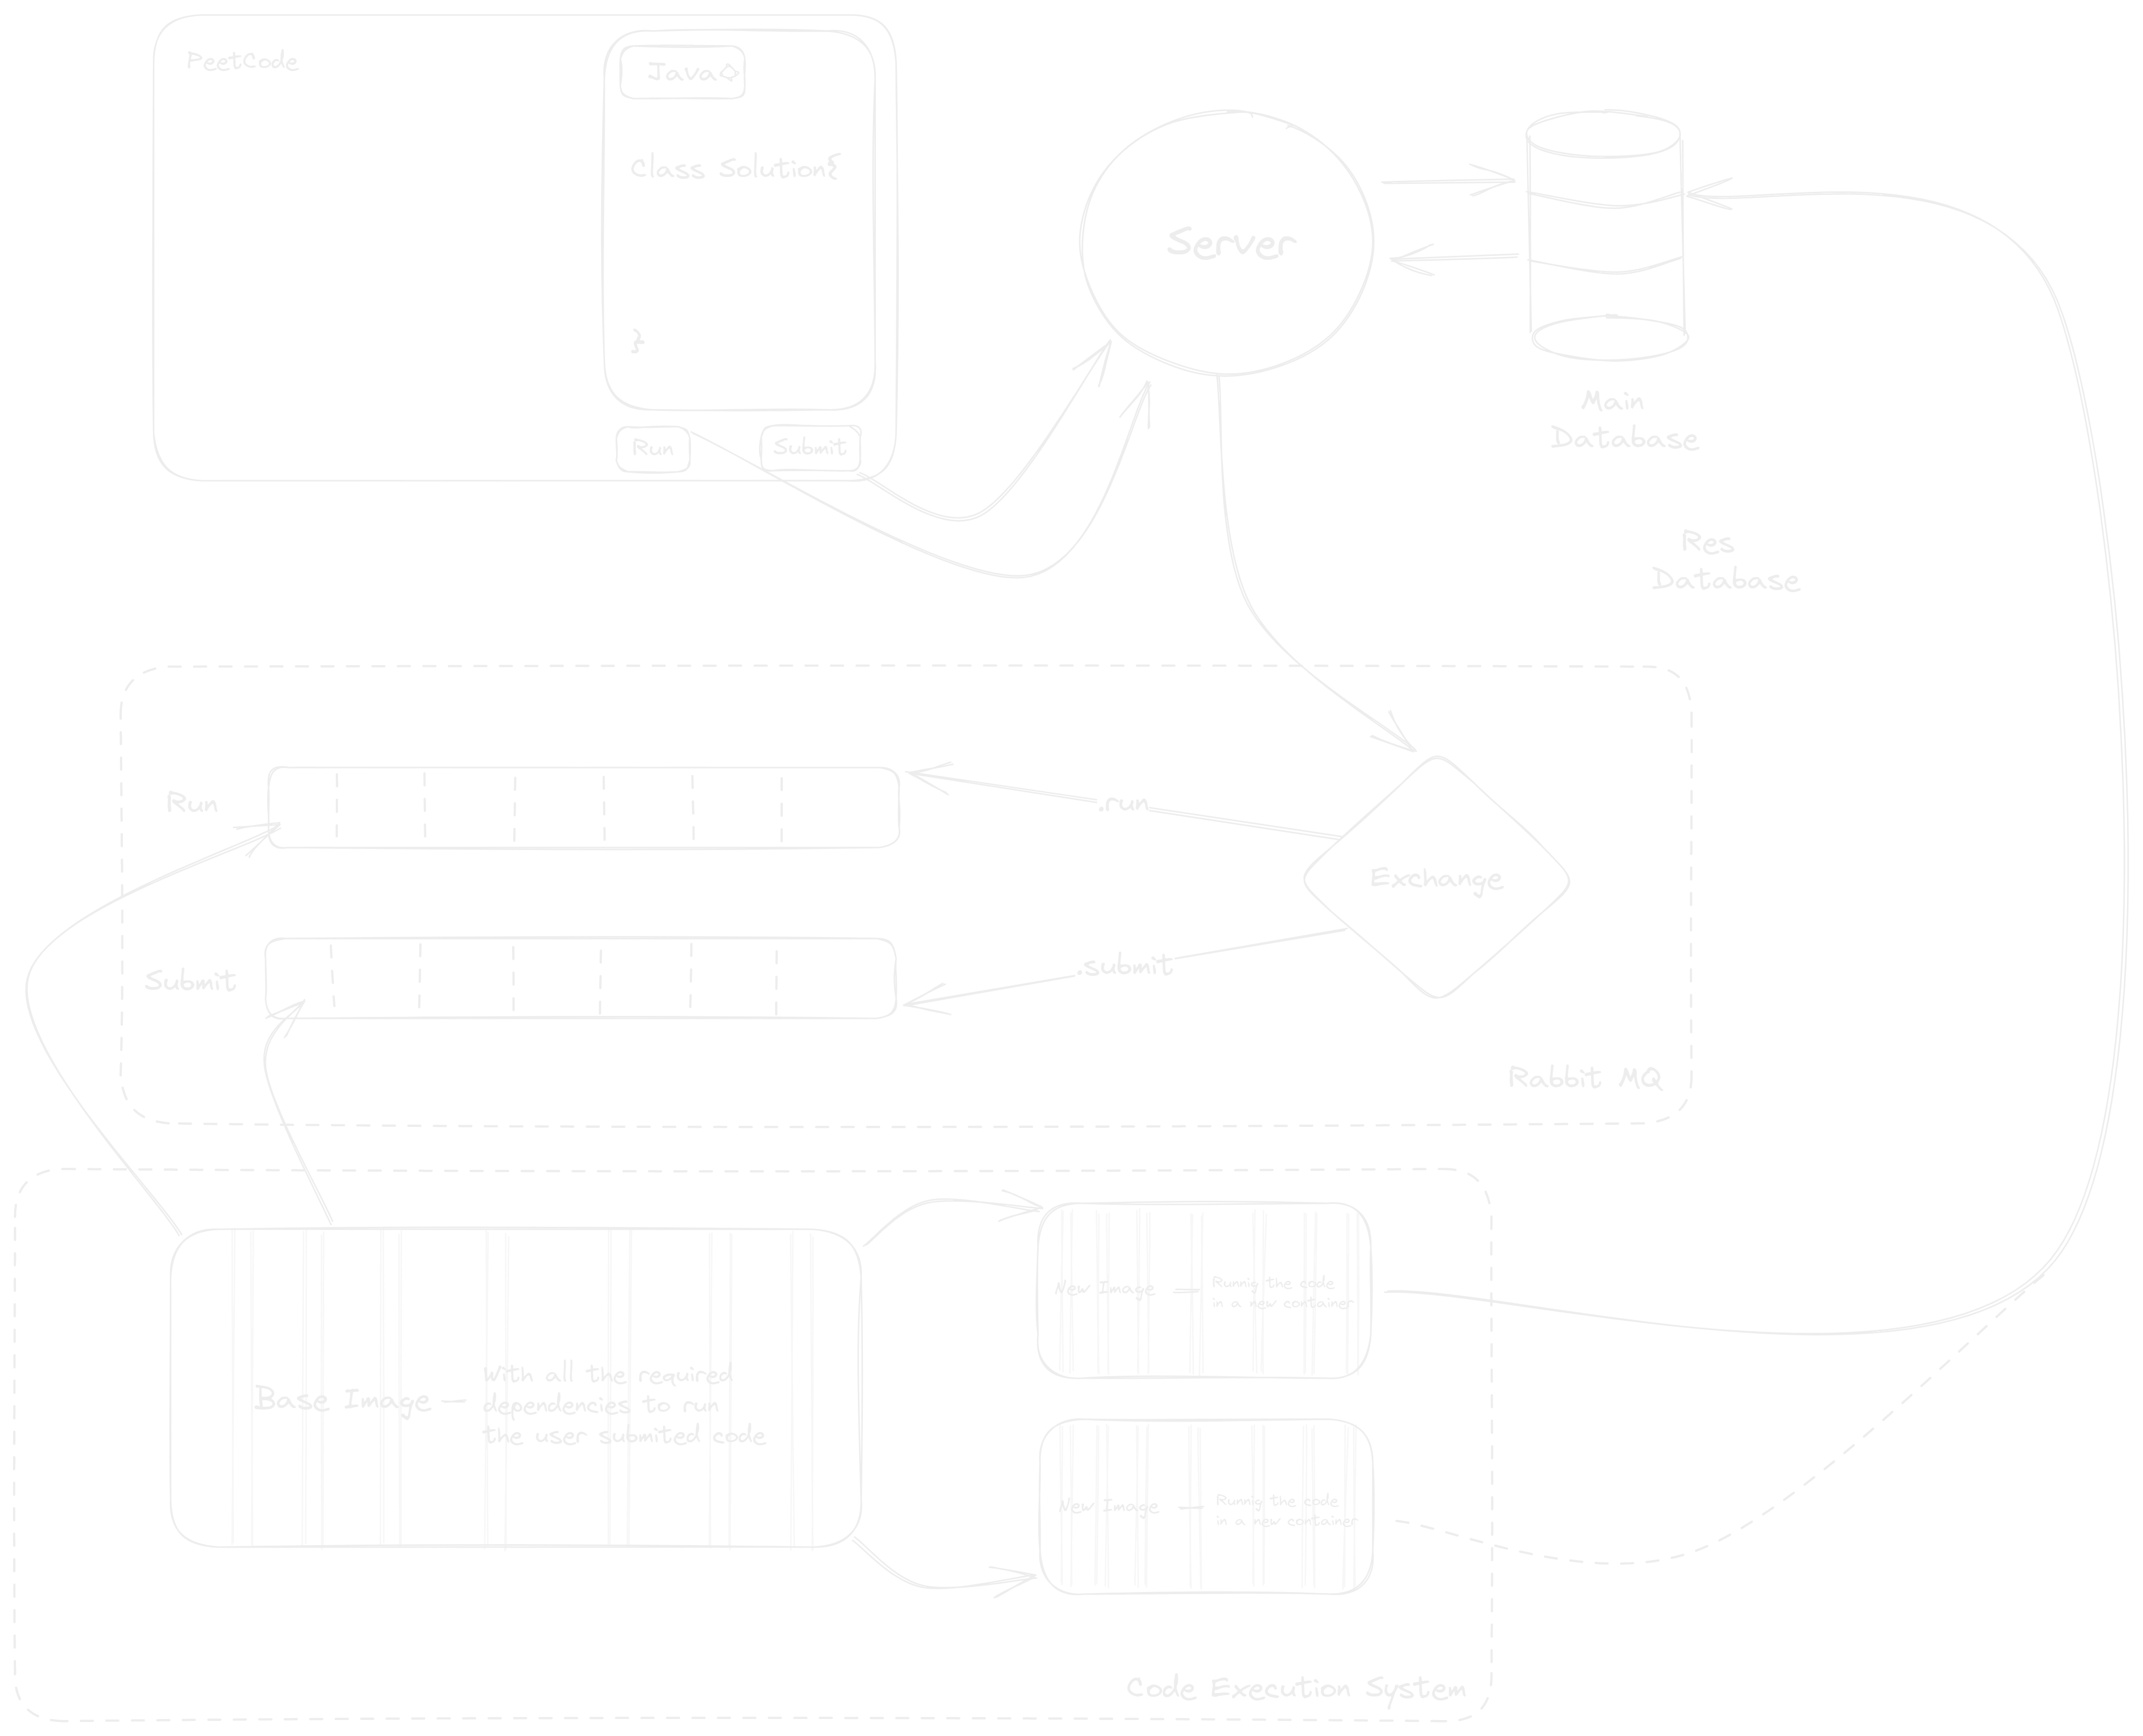 PeetCode
Java
Class Solution{
}
Run
Submit
Server
Main
Database
Res
Database
Run
.run
Exchange
Submit
.submit
Rabbit MQ
Base Image —
With all the required
dependencies to run
the user submited code
New Image —
Runnig the code
in a new container
New Image —
Runnig the code
in a new container
Code Execution System